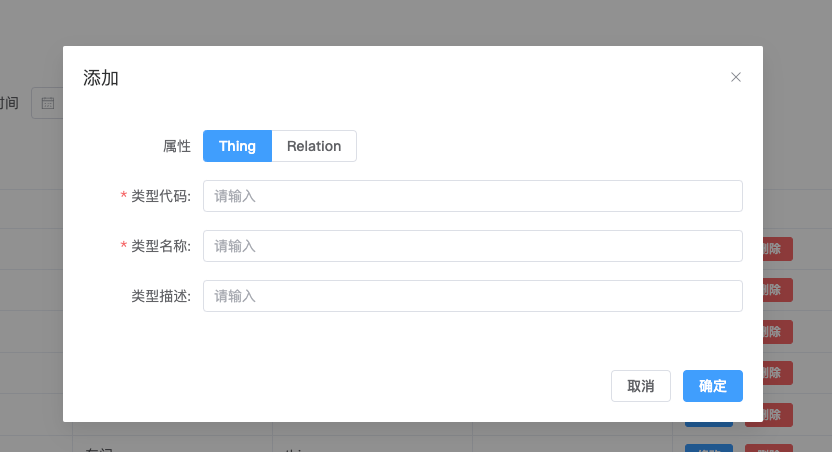 添加
时间
属性 Thing Relation
* 类型代码: 请输入
* 类型名称: 请输入
类型描述: 请输入
删除
删除
删除
删除
取消 确定
删除